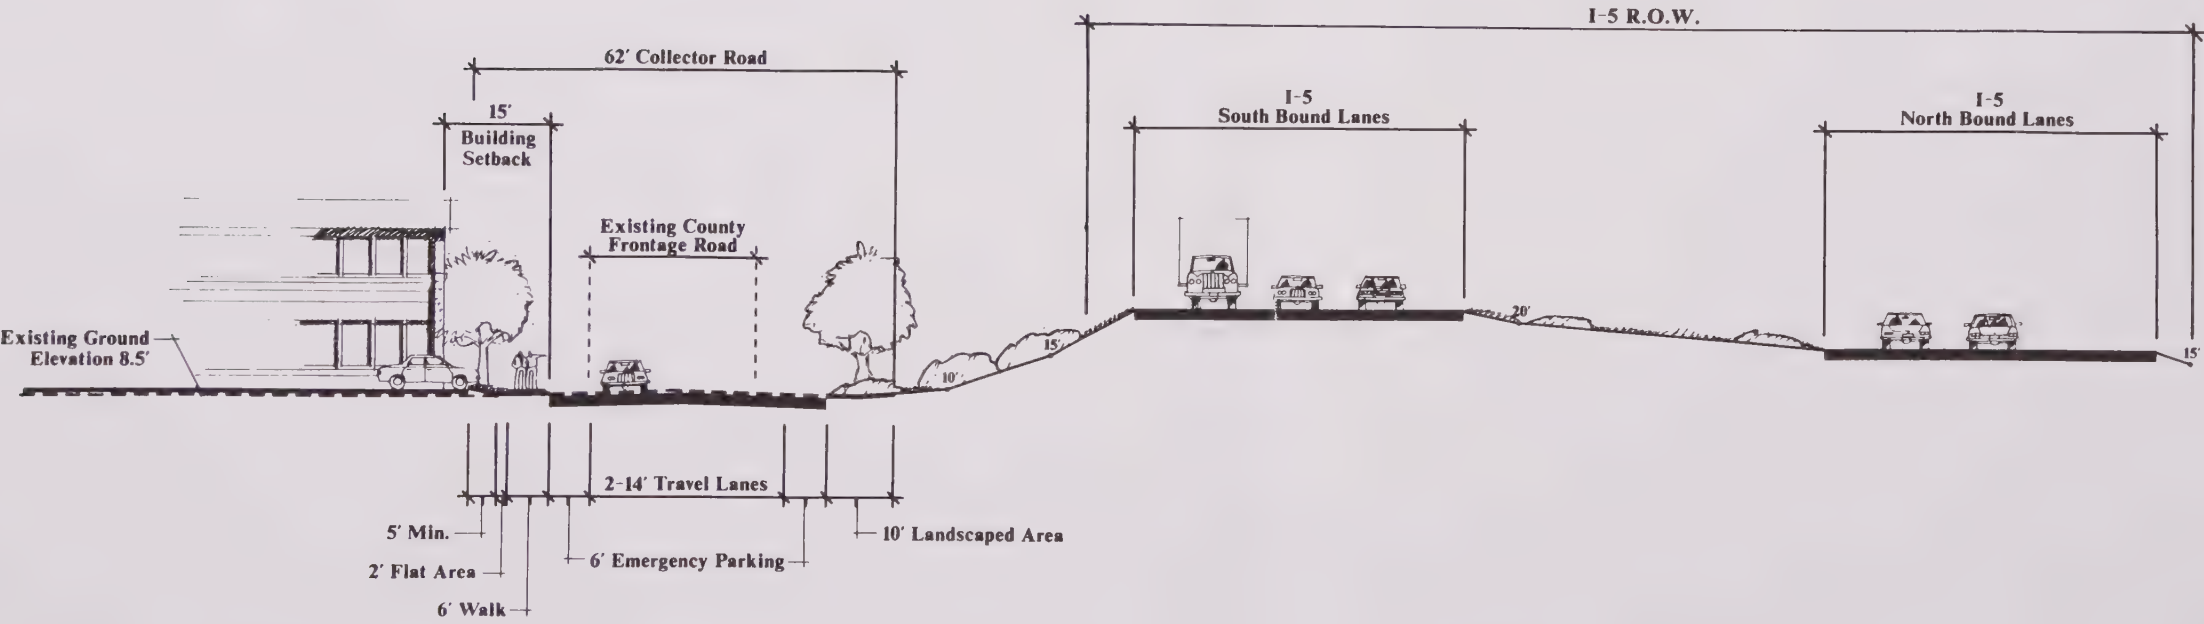 I-5 R.O.W.
62' Collector Road
15'
Building
Setback
I-5
South Bound Lanes
I-5
North Bound Lanes
Existing County
Frontage Road
Existing Ground
Elevation 8.5'
10'
15'
20'
15'
2-14' Travel Lanes
5' Min.
10' Landscaped Area
6' Emergency Parking
2' Flat Area
6' Walk